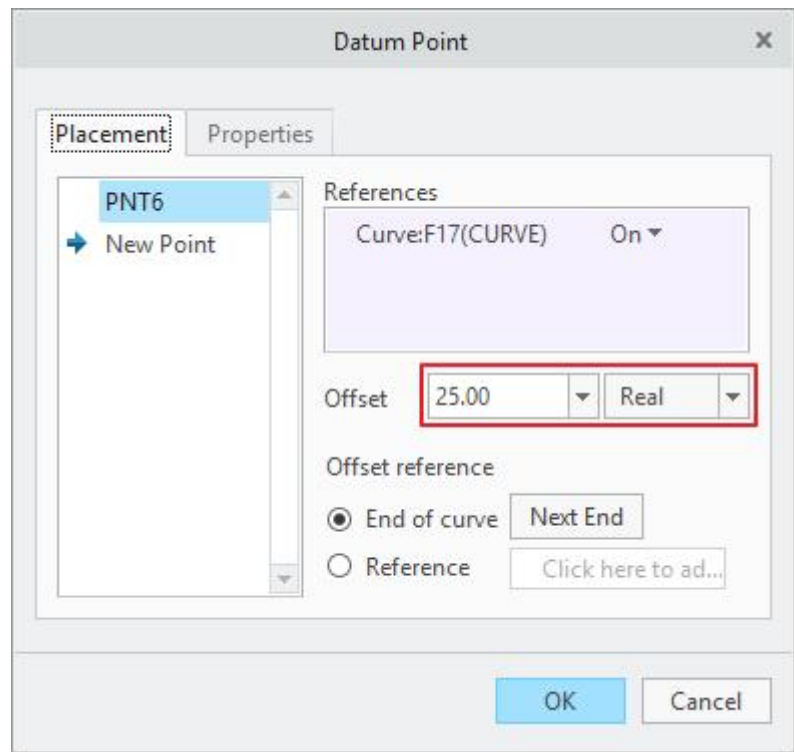 Datum Point
Placement Properties
PNT6
New Point
References
Curve:F17(CURVE) On
Offset 25.00 Real
Offset reference
End of curve Next End
Reference Click here to ad...
OK Cancel